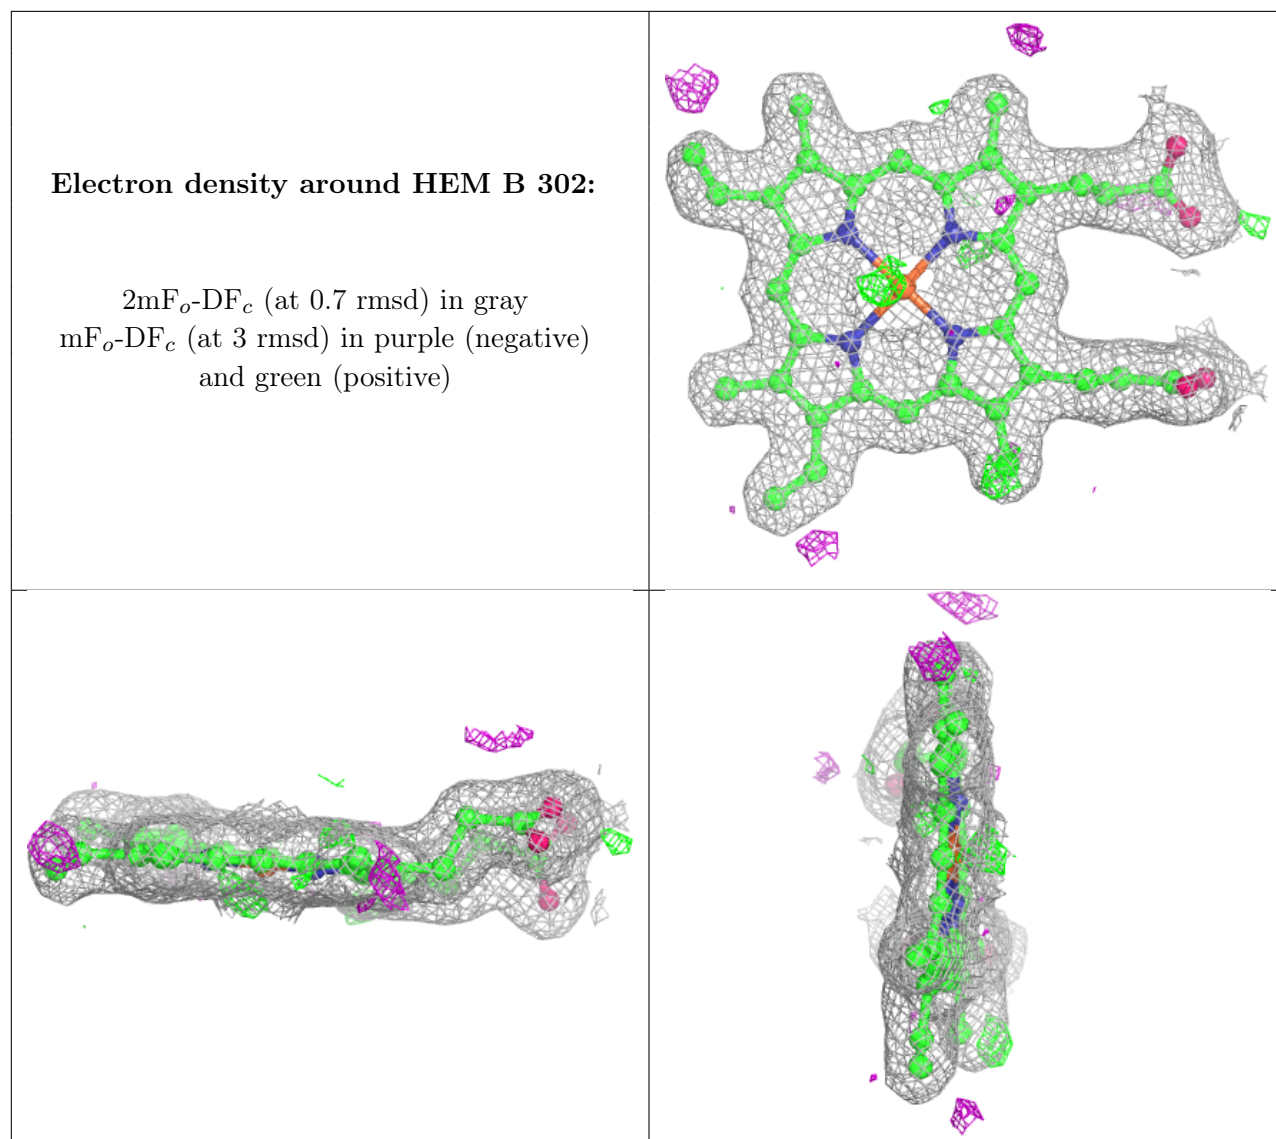 Electron density around HEM B 302:
2mFₒ-DF𝒸 (at 0.7 rmsd) in gray
mFₒ-DF𝒸 (at 3 rmsd) in purple (negative)
and green (positive)